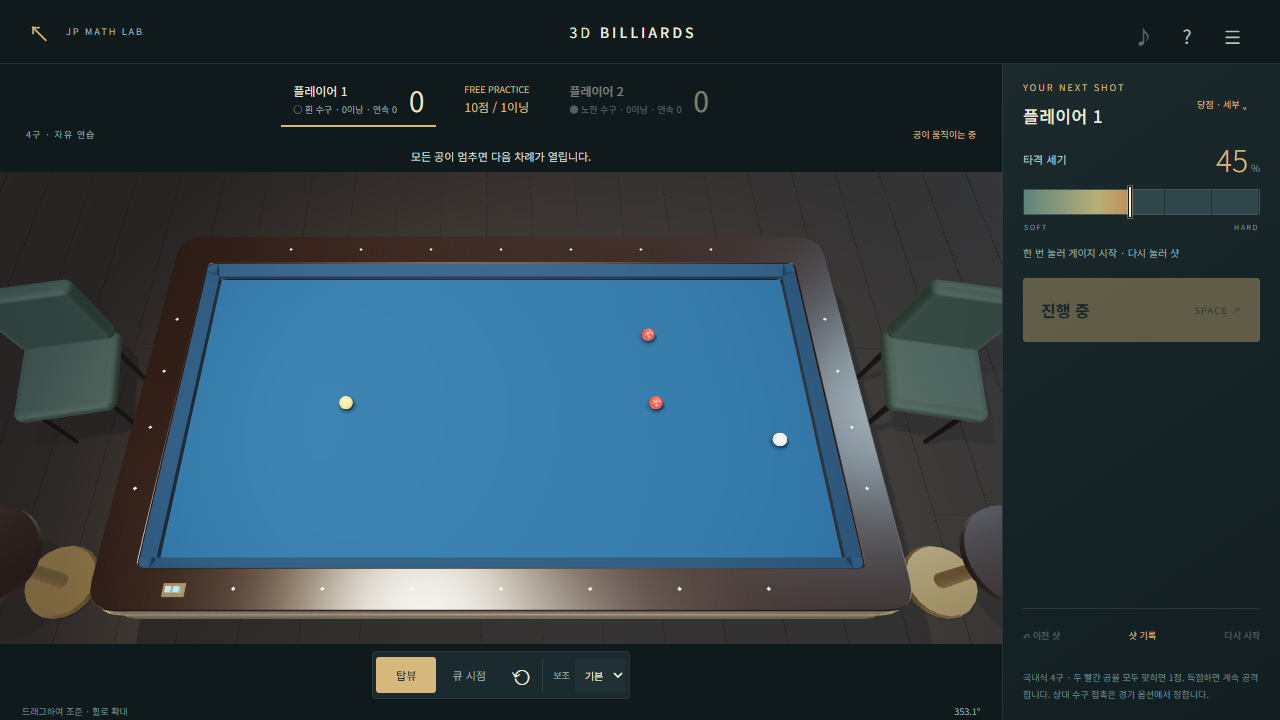 JP MATH LAB
3D BILLIARDS
?
플레이어 1
흰 수구 · 0이닝 · 연속 0
0
FREE PRACTICE
10점 / 1이닝
플레이어 2
노란 수구 · 0이닝 · 연속 0
0
4구 · 자유 연습
공이 움직이는 중
모든 공이 멈추면 다음 차례가 열립니다.
YOUR NEXT SHOT
플레이어 1
당점 · 세부
타격 세기
45%
SOFT
HARD
한 번 눌러 게이지 시작 · 다시 눌러 샷
진행 중
SPACE ↗
↶ 이전 샷
샷 기록
다시 시작
국내식 4구 · 두 빨간 공을 모두 맞히면 1점. 득점하면 계속 공격
합니다. 상대 수구 접촉은 경기 옵션에서 정합니다.
탑뷰
큐 시점
보조
기본
드래그하여 조준 · 휠로 확대
353.1°